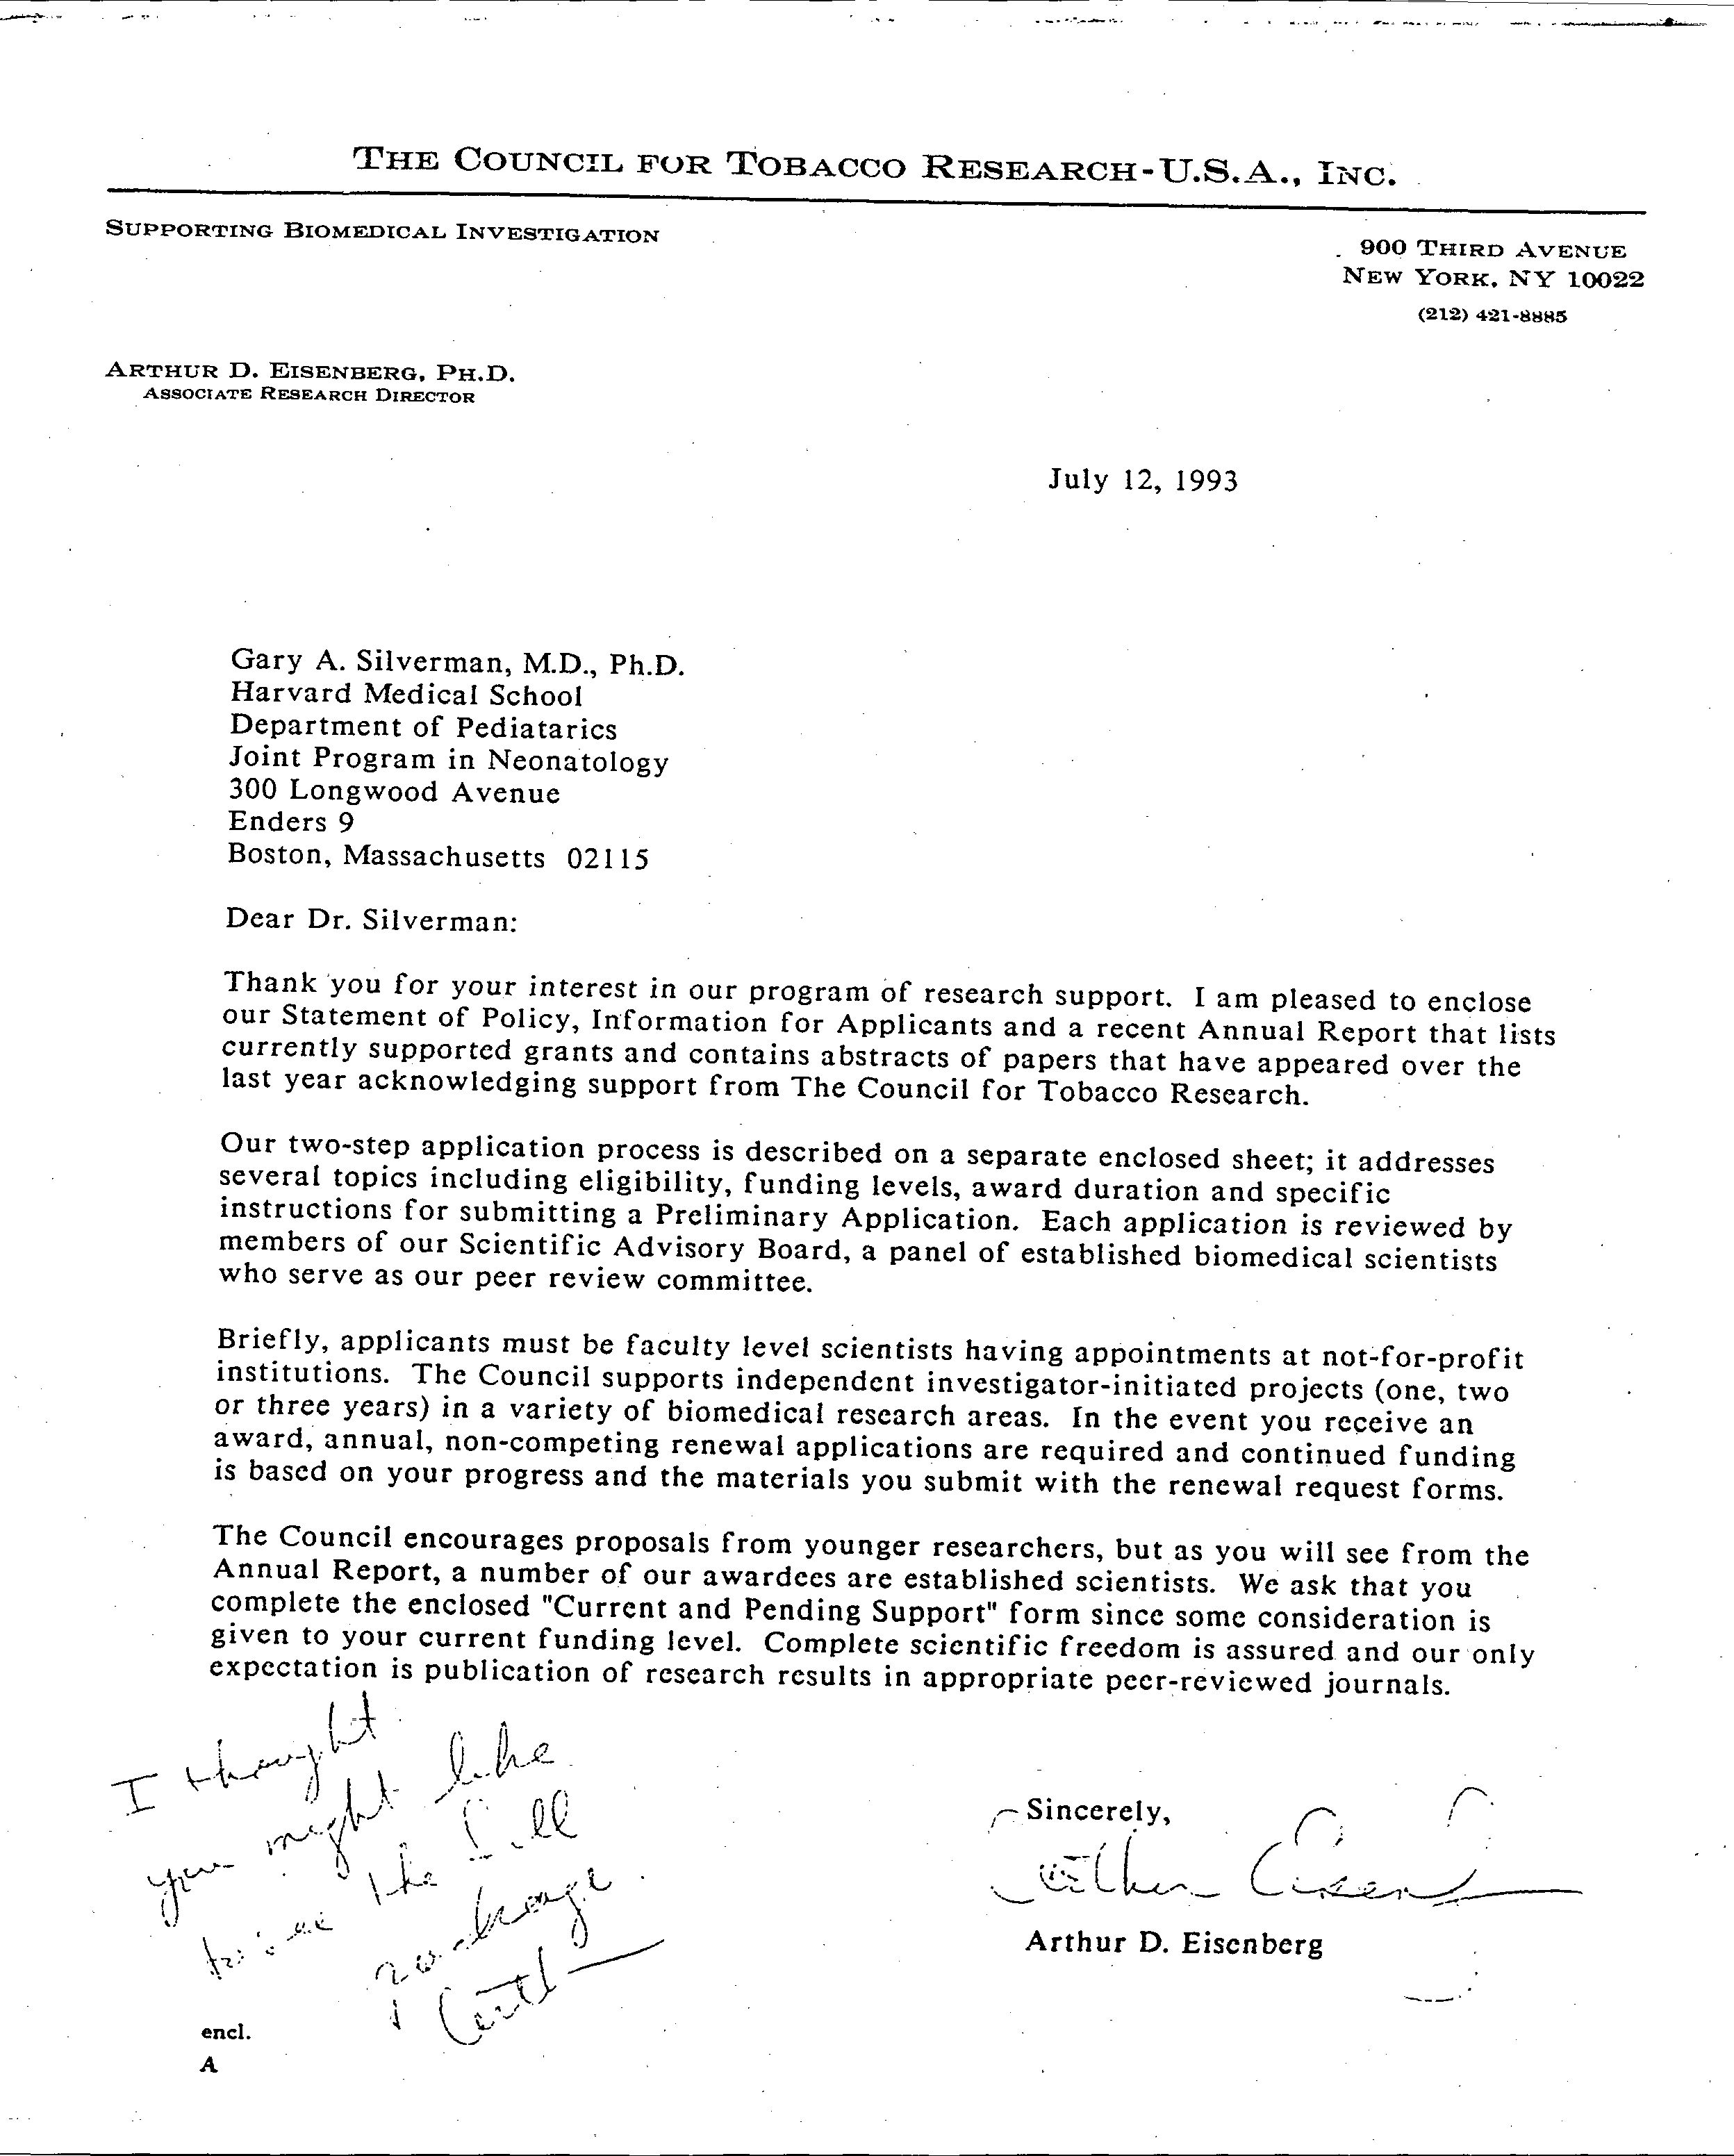 THE COUNCIL FOR TOBACCO RESEARCH-U.S.A., INC.
SUPPORTING BIOMEDICAL INVESTIGATION
900 THIRD AVENUE
NEW YORK, NY 10022
(212) 421-8885
ARTHUR D. EISENBERG, PH.D.
ASSOCIATE RESEARCH DIRECTOR
July 12, 1993
Gary A. Silverman, M.D., Ph.D.
Harvard Medical School
Department of Pediatarics
Joint Program in Neonatology
300 Longwood Avenue
Enders 9
Boston, Massachusetts 02115
Dear Dr. Silverman:
Thank you for your interest in our program of research support. I am pleased to enclose
our Statement of Policy, Information for Applicants and a recent Annual Report that lists
currently supported grants and contains abstracts of papers that have appeared over the
last year acknowledging support from The Council for Tobacco Research.
Our two-step application process is described on a separate enclosed sheet; it addresses
several topics including eligibility, funding levels, award duration and specific
instructions for submitting a Preliminary Application. Each application is reviewed by
members of our Scientific Advisory Board, a panel of established biomedical scientists
who serve as our peer review committee.
Briefly, applicants must be faculty level scientists having appointments at not-for-profit
institutions. The Council supports independent investigator-initiated projects (one, two
or three years) in a variety of biomedical research areas. In the event you receive an
award, annual, non-competing renewal applications are required and continued funding
is based on your progress and the materials you submit with the renewal request forms.
The Council encourages proposals from younger researchers, but as you will see from the
Annual Report, a number of our awardees are established scientists. We ask that you
complete the enclosed "Current and Pending Support" form since some consideration is
given to your current funding level. Complete scientific freedom is assured and our only
expectation is publication of research results in appropriate peer-reviewed journals.
I thought
you might like
to see the full
package.
Sincerely,
Arthur D. Eisenberg
encl.
A